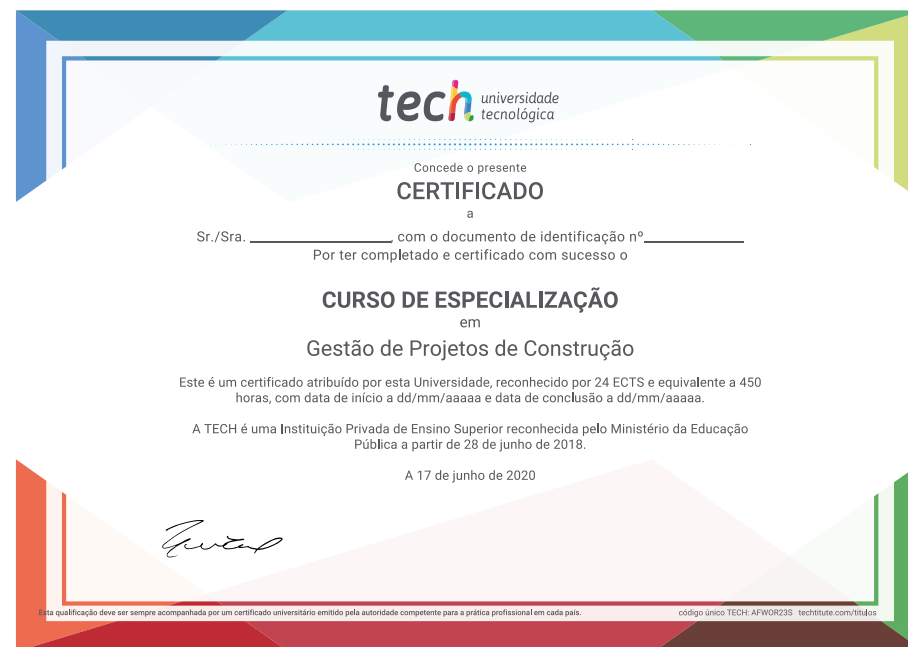 tech universidade
tecnológica
Concede o presente
CERTIFICADO
a
Sr./Sra. ____________________, com o documento de identificação nº______________
Por ter completado e certificado com sucesso o
CURSO DE ESPECIALIZAÇÃO
em
Gestão de Projetos de Construção
Este é um certificado atribuído por esta Universidade, reconhecido por 24 ECTS e equivalente a 450
horas, com data de início a dd/mm/aaaaa e data de conclusão a dd/mm/aaaaa.
A TECH é uma Instituição Privada de Ensino Superior reconhecida pelo Ministério da Educação
Pública a partir de 28 de junho de 2018.
A 17 de junho de 2020
Esta qualificação deve ser sempre acompanhada por um certificado universitário emitido pela autoridade competente para a prática profissional em cada país.
código único TECH: AFWOR23S techtitute.com/titulos